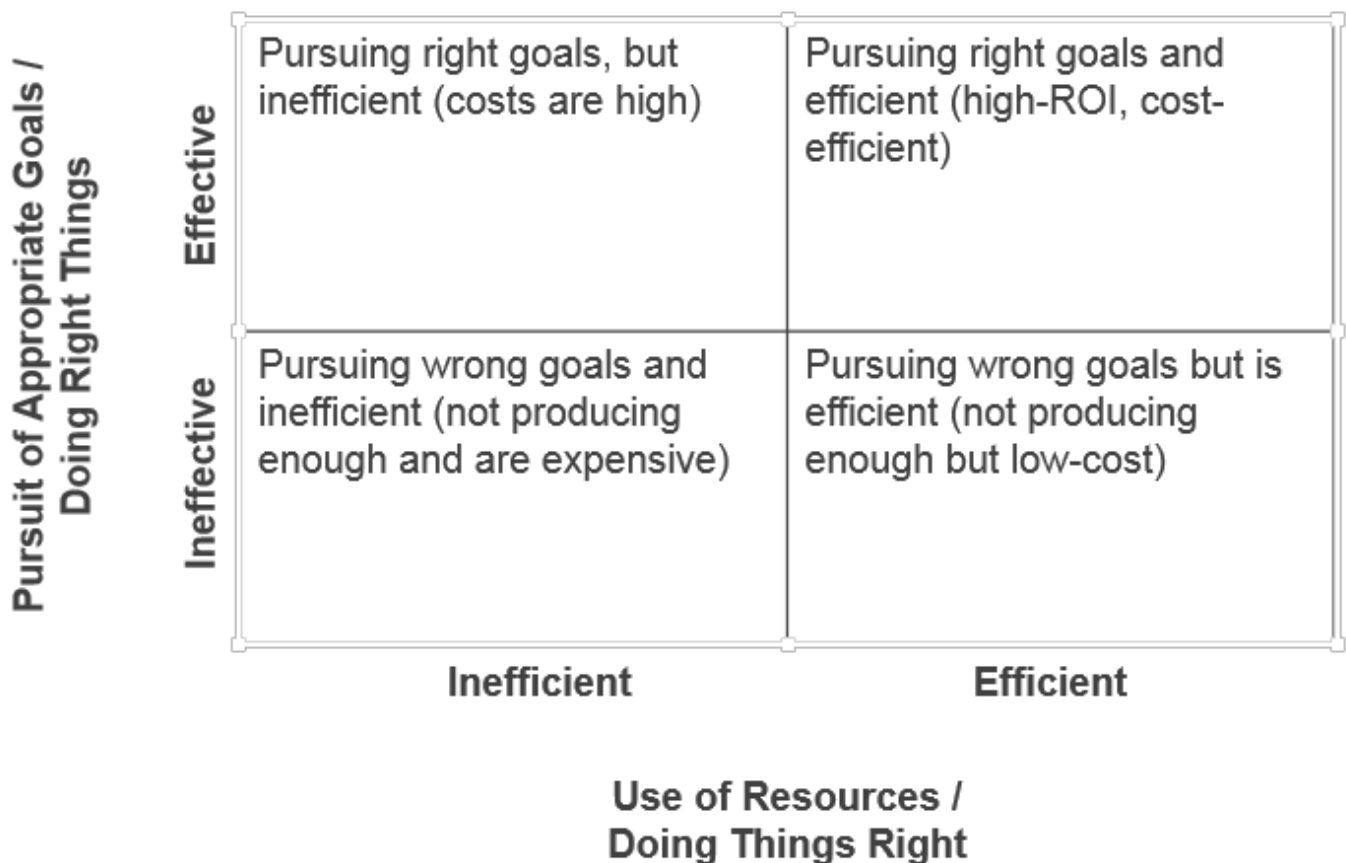 Pursuit of Appropriate Goals /
Doing Right Things
Effective
Pursuing right goals, but
inefficient (costs are high)
Pursuing right goals and
efficient (high-ROI, cost-
efficient)
Ineffective
Pursuing wrong goals and
inefficient (not producing
enough and are expensive)
Pursuing wrong goals but is
efficient (not producing
enough but low-cost)
Inefficient
Efficient
Use of Resources /
Doing Things Right